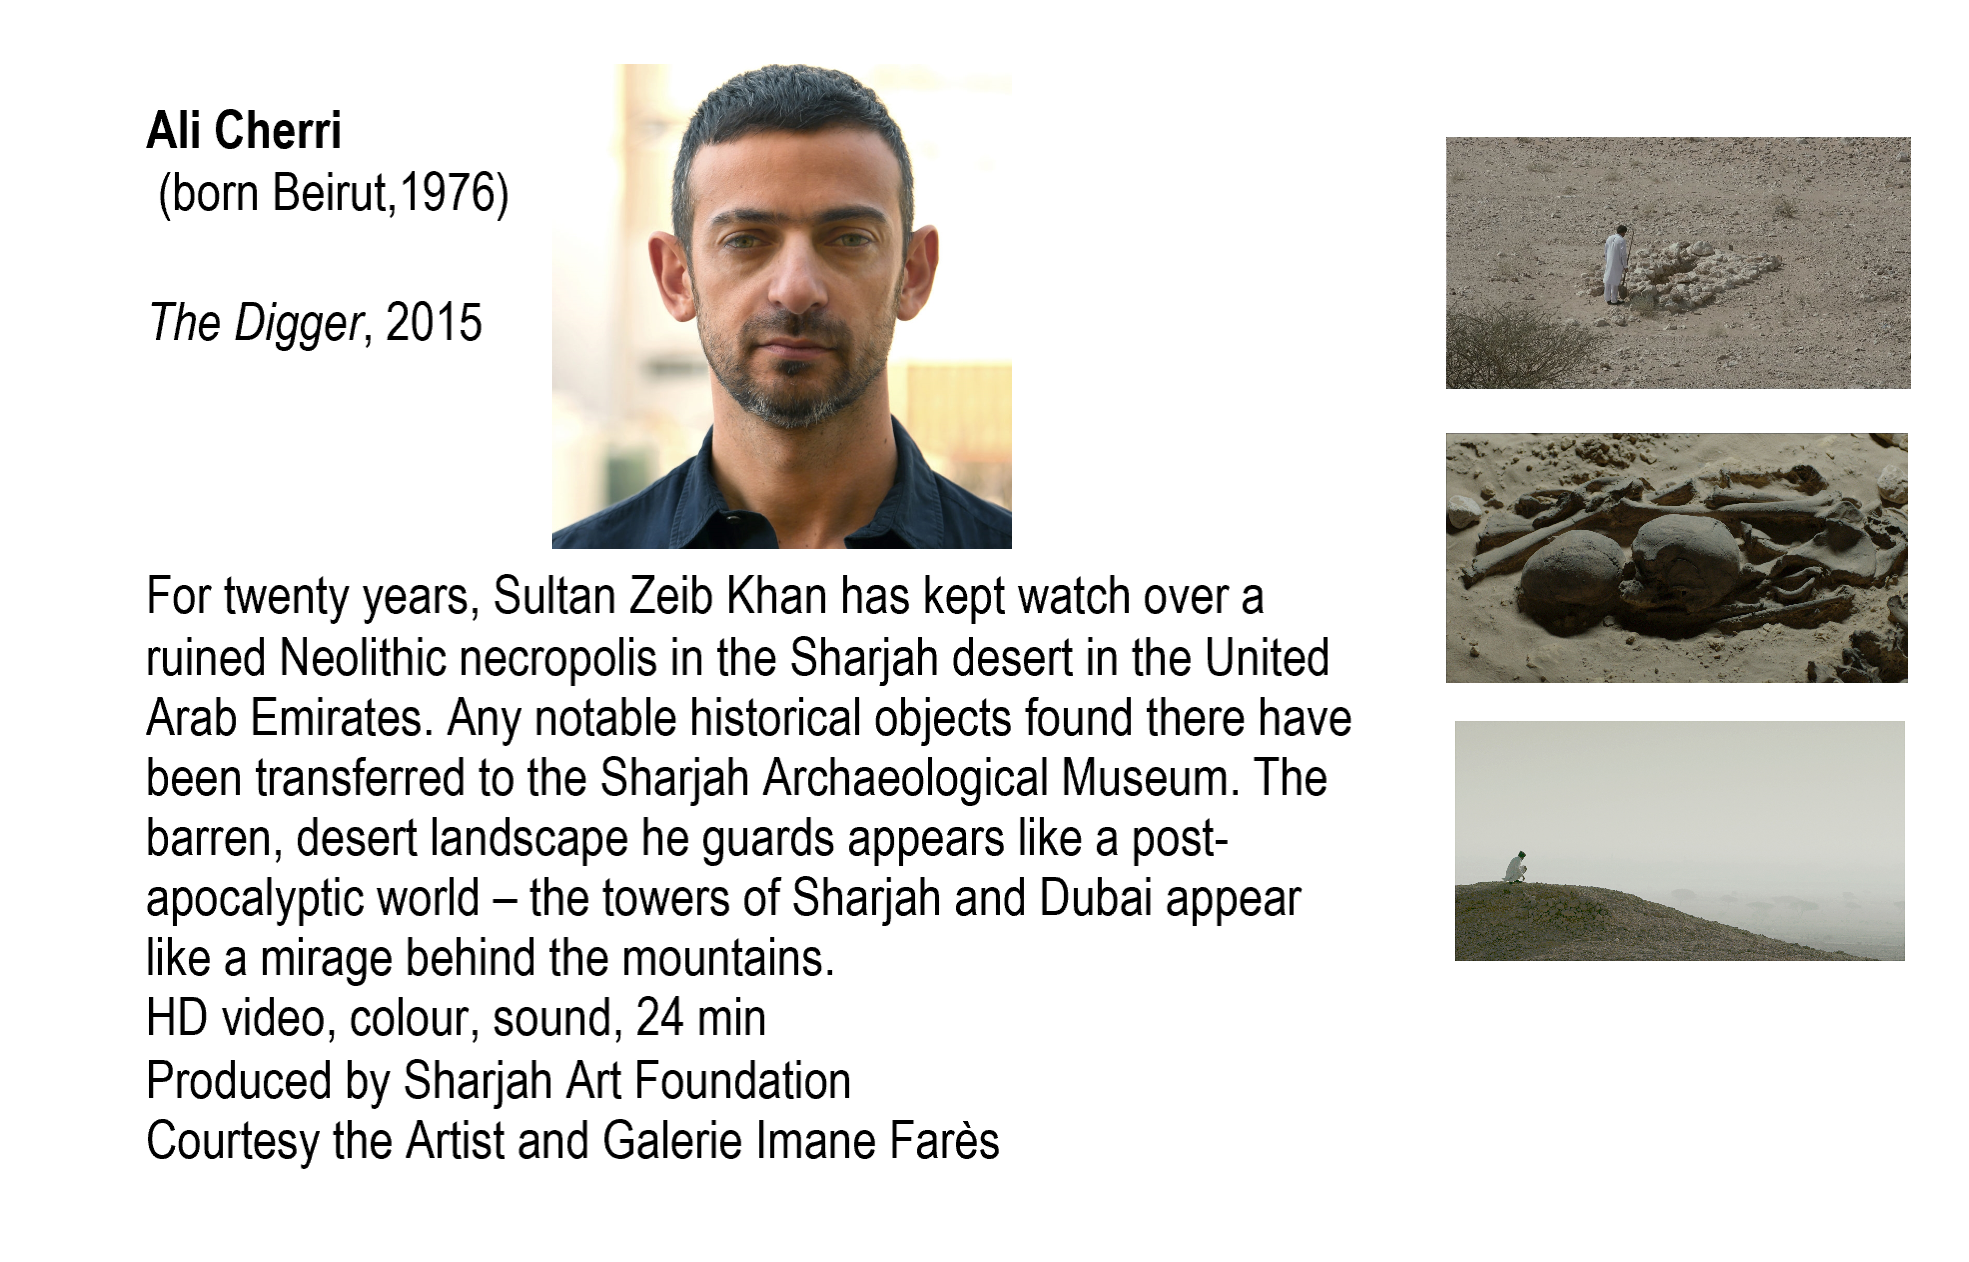 Ali Cherri
(born Beirut,1976)
The Digger, 2015
For twenty years, Sultan Zeib Khan has kept watch over a
ruined Neolithic necropolis in the Sharjah desert in the United
Arab Emirates. Any notable historical objects found there have
been transferred to the Sharjah Archaeological Museum. The
barren, desert landscape he guards appears like a post-
apocalyptic world – the towers of Sharjah and Dubai appear
like a mirage behind the mountains.
HD video, colour, sound, 24 min
Produced by Sharjah Art Foundation
Courtesy the Artist and Galerie Imane Farès